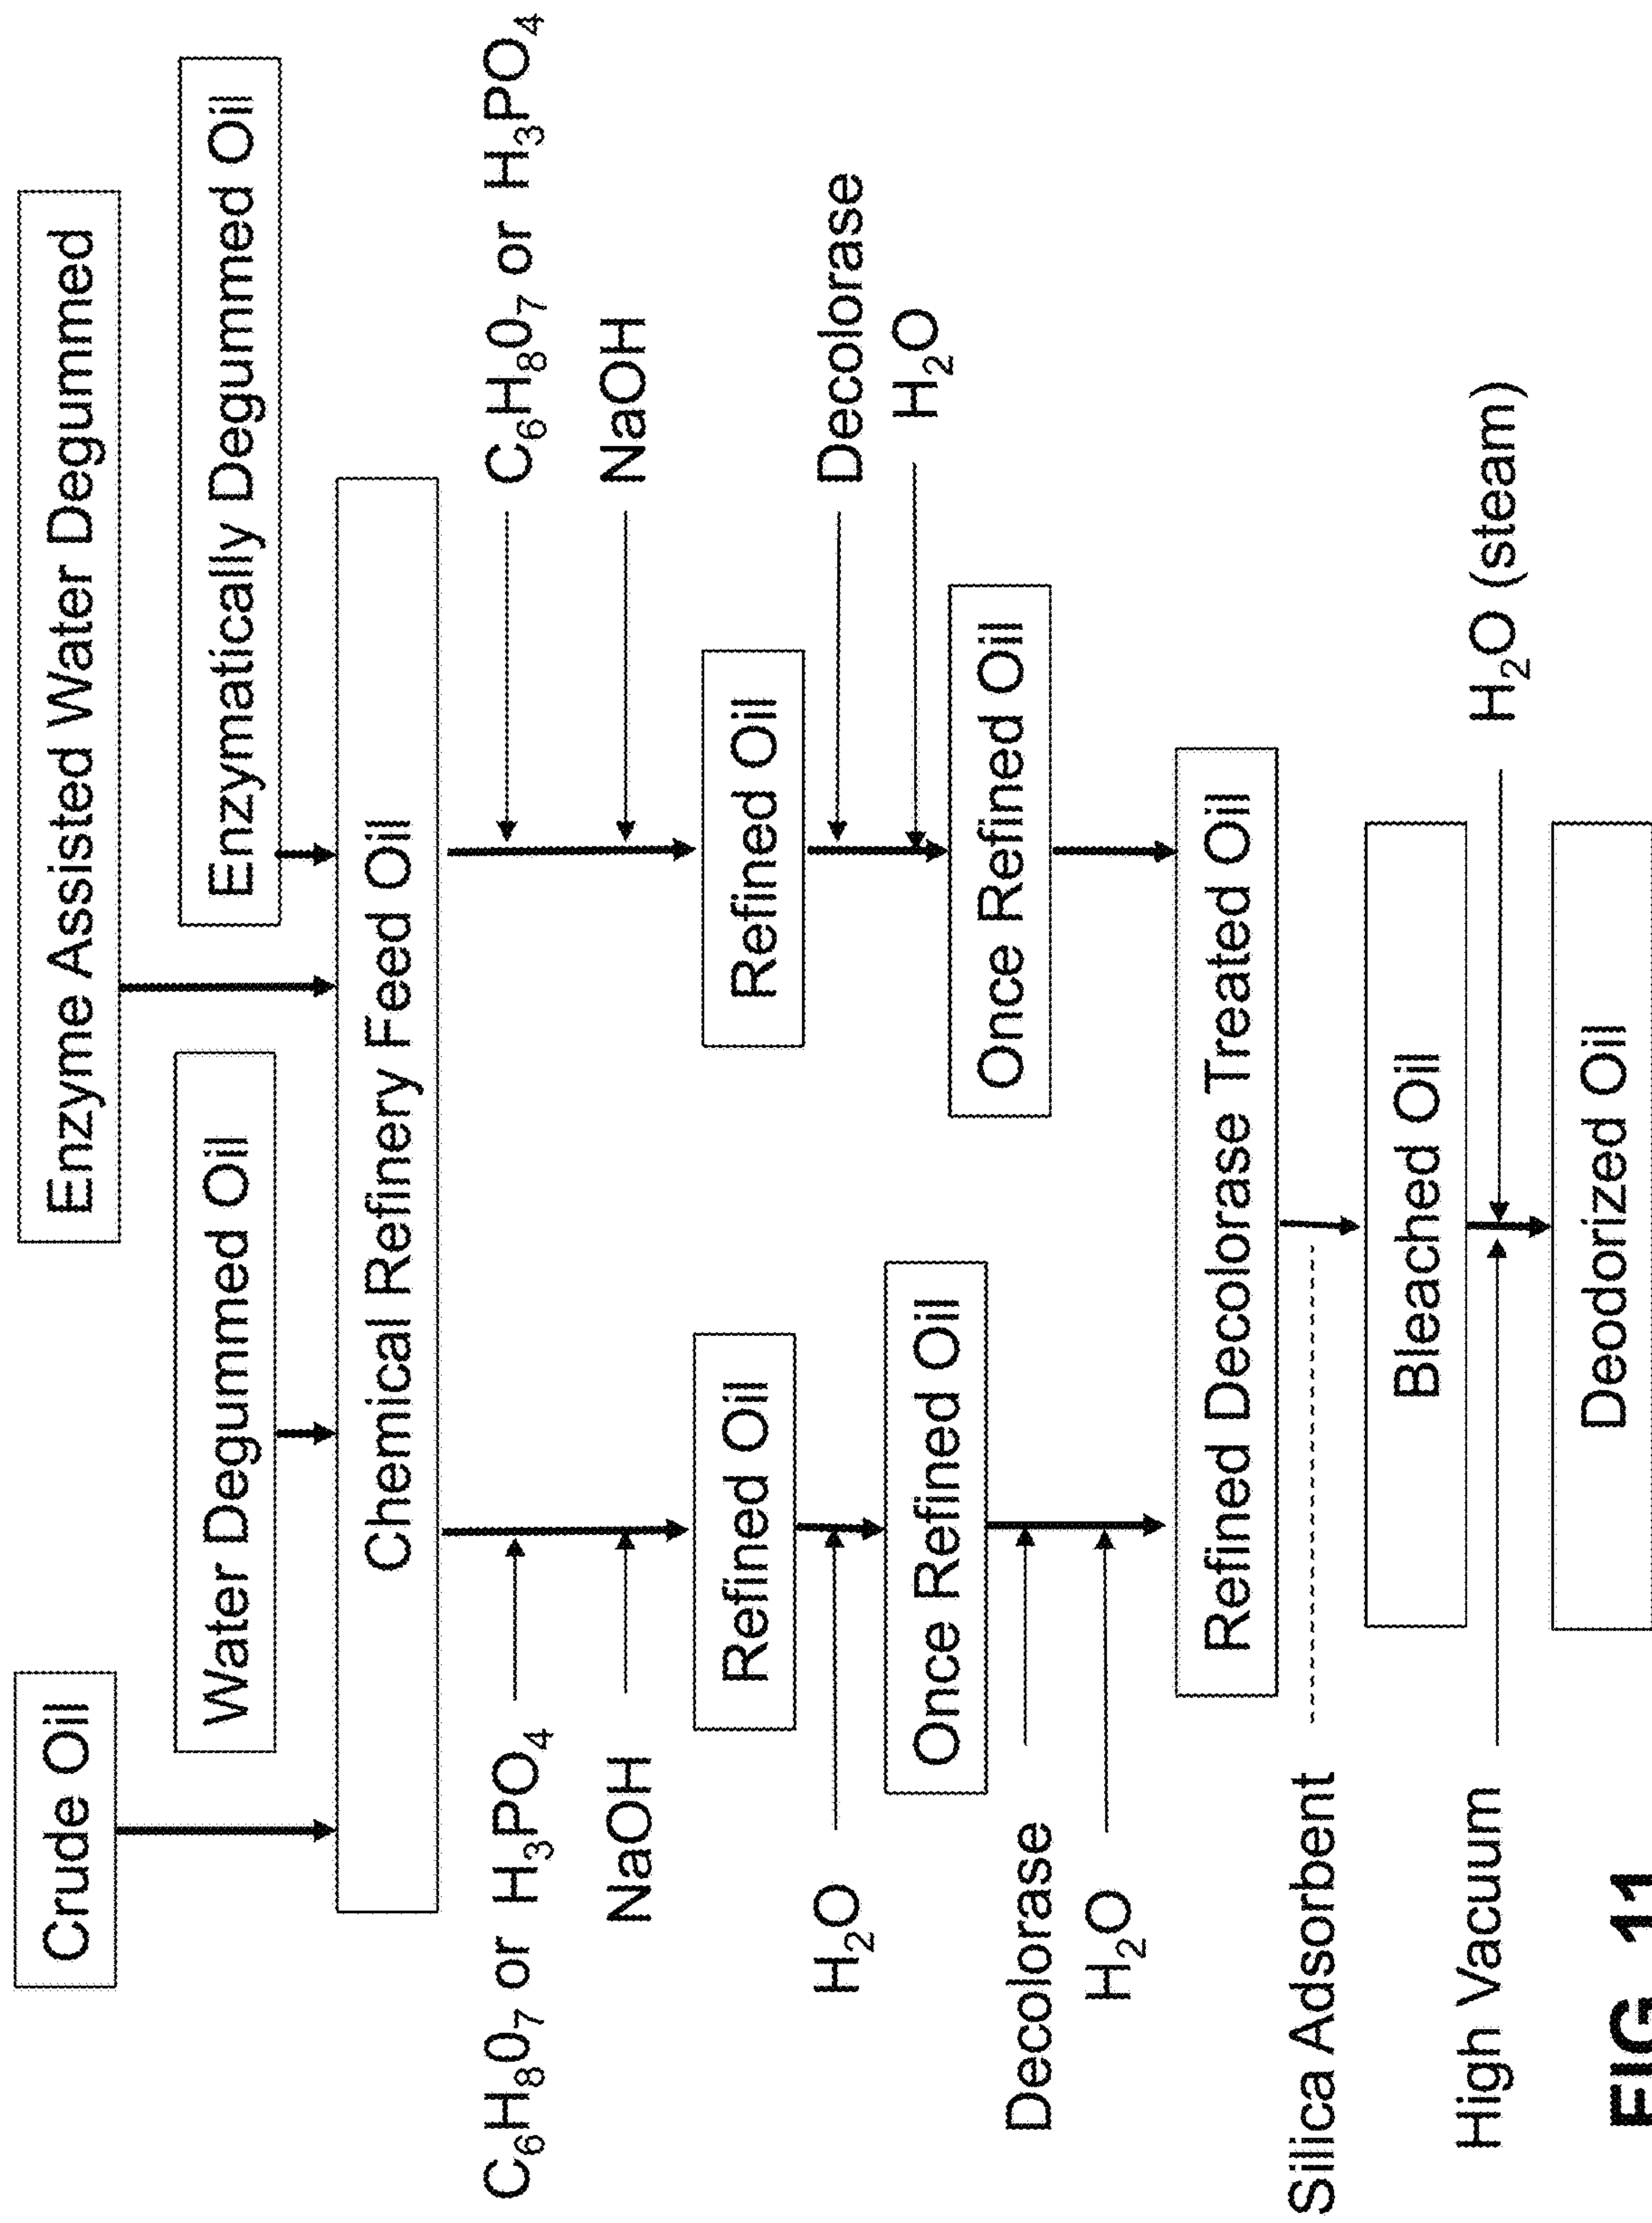 Crude Oil
Enzyme Assisted Water Degummed
Water Degummed Oil
Enzymatically Degummed Oil
Chemical Refinery Feed Oil
C₆H₈0₇ or H₃PO₄
C₆H₈0₇ or H₃PO₄
NaOH
NaOH
Refined Oil
Refined Oil
H₂O
Decolorase
H₂O
Once Refined Oil
Once Refined Oil
Decolorase
H₂O
Refined Decolorase Treated Oil
Silica Adsorbent
Bleached Oil
High Vacuum
H₂O (steam)
Deodorized Oil
FIG. 11